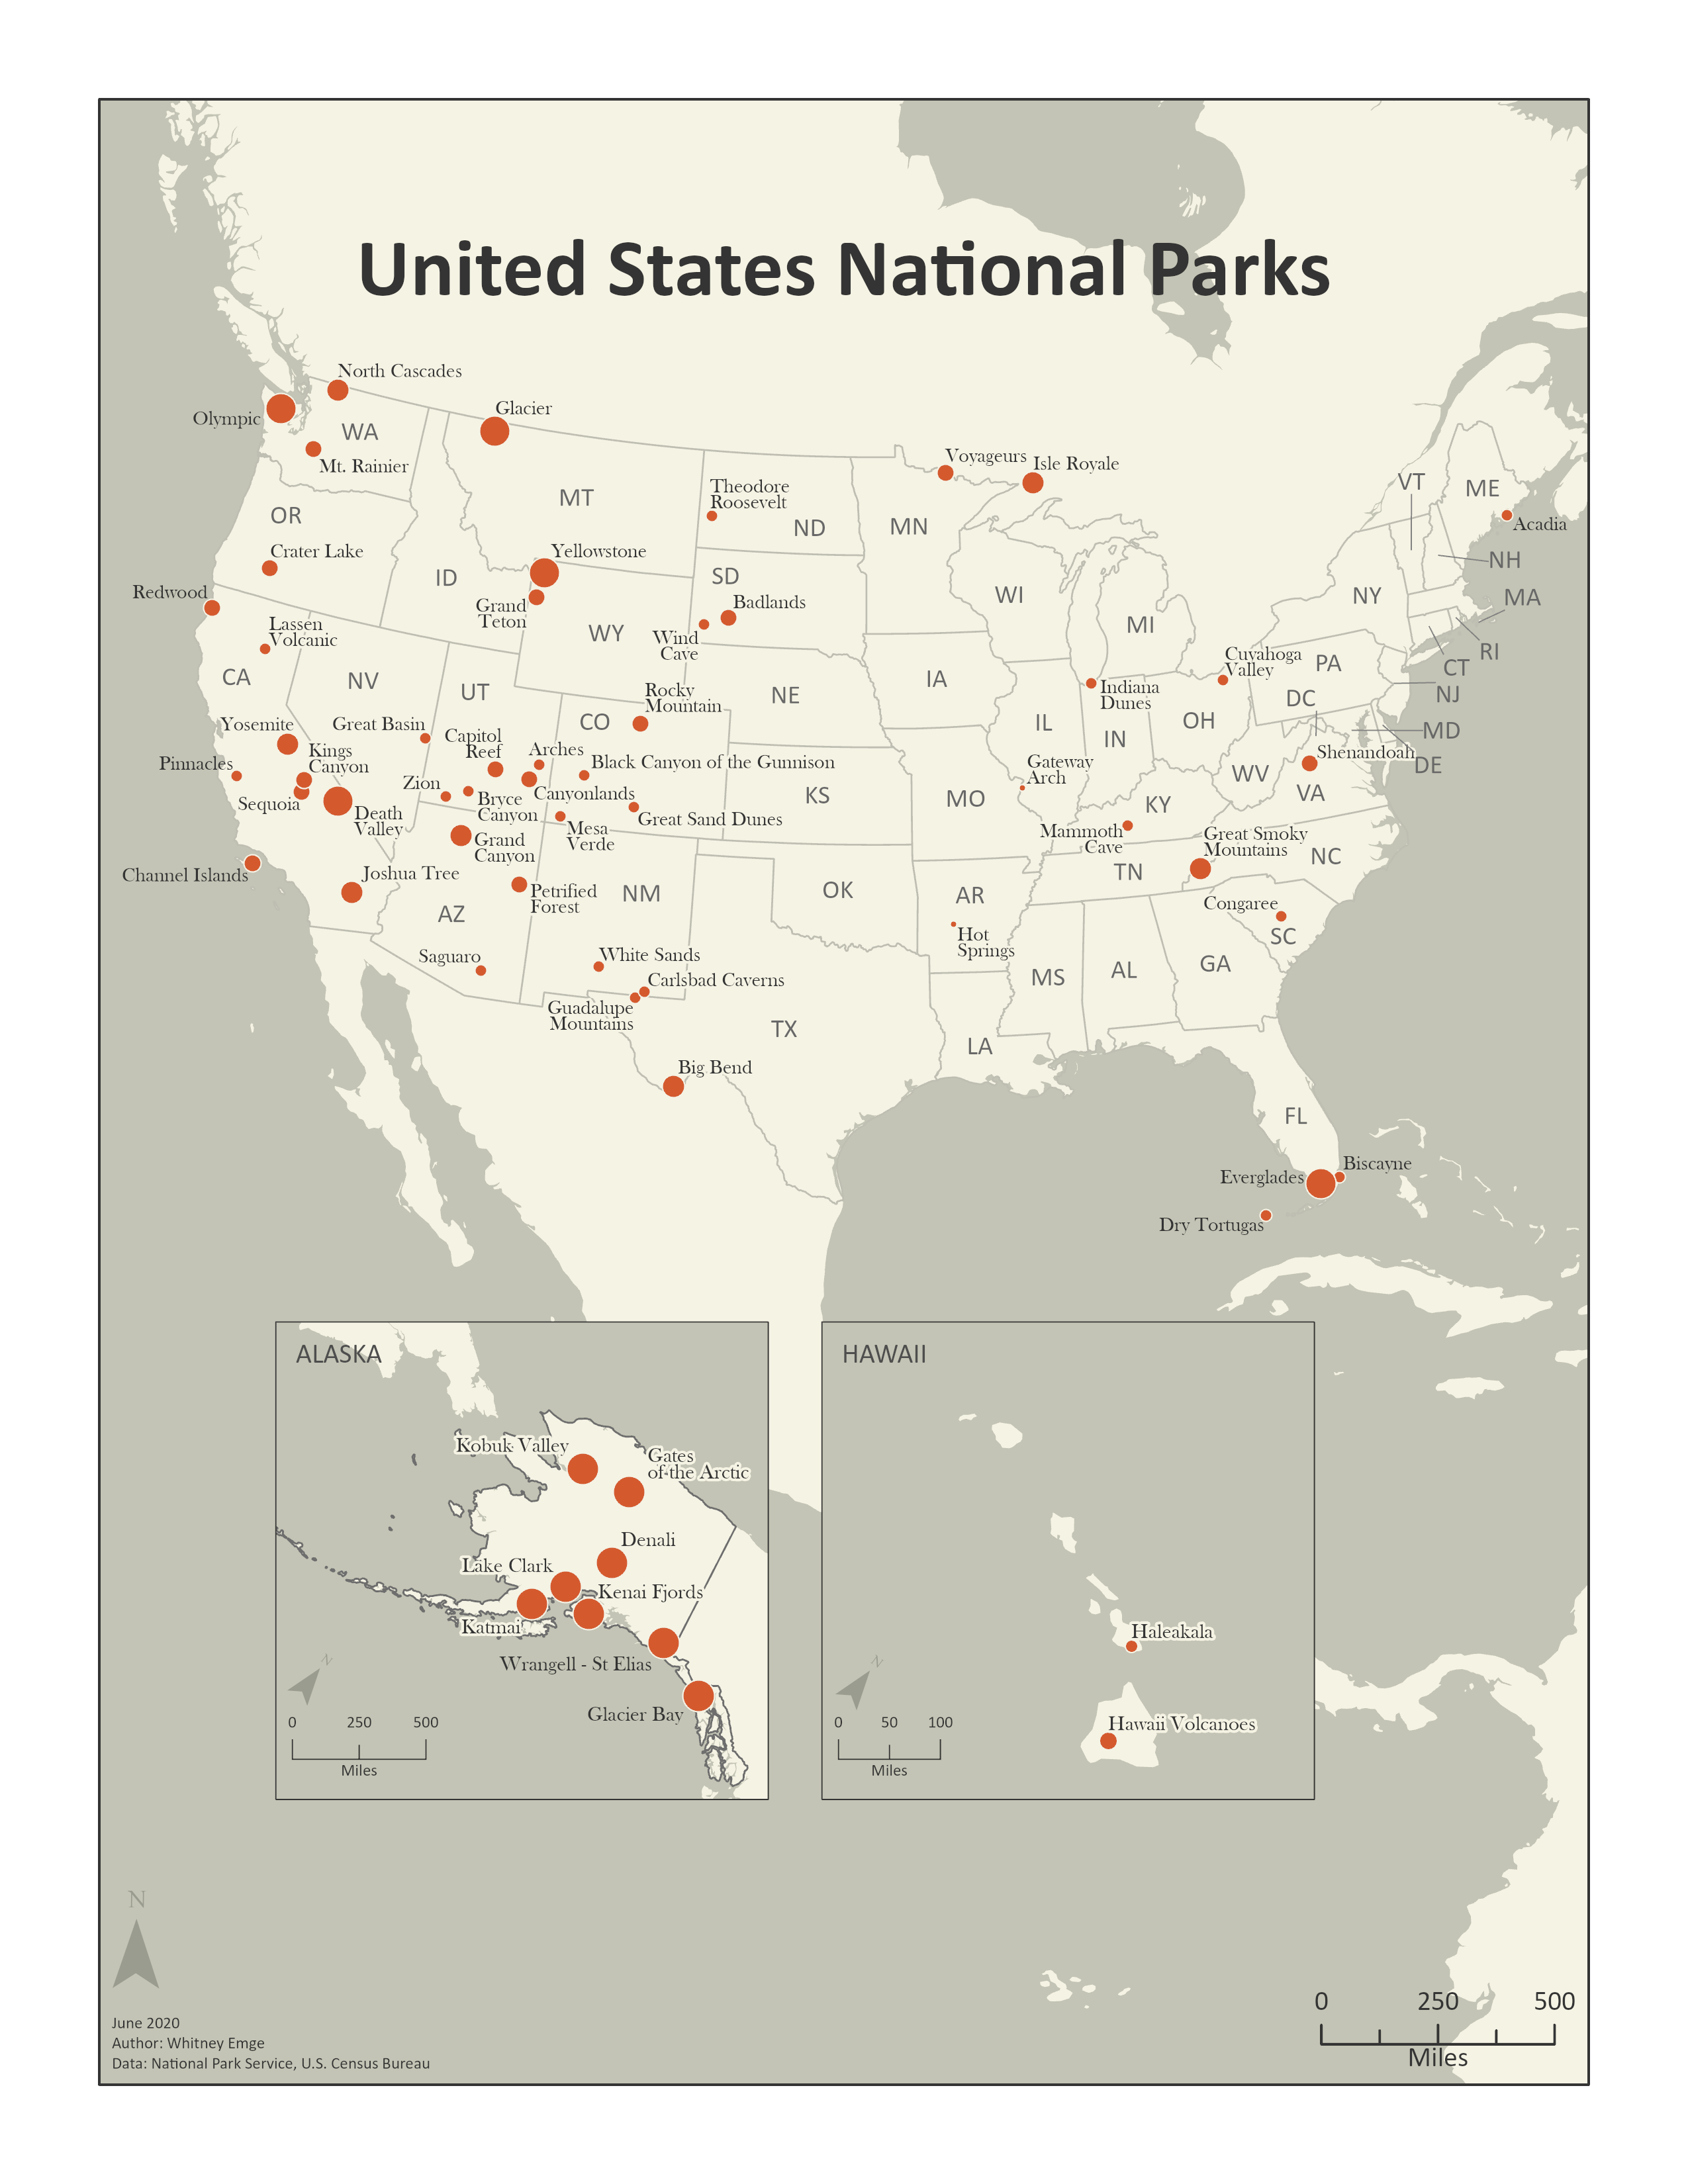 United States National Parks
North Cascades
Olympic
WA
Mt. Rainier
Glacier
MT
Voyageurs
Isle Royale
Theodore
Roosevelt
ND
MN
VT
ME
Acadia
NH
MA
OR
Crater Lake
Redwood
ID
Yellowstone
Grand
Teton
WY
SD
Badlands
Wind
Cave
WI
MI
NY
RI
CT
NJ
Lassen
Volcanic
CA
NV
UT
Rocky
Mountain
CO
NE
IA
Indiana
Dunes
Cuyahoga
Valley
PA
DC
MD
DE
IL
IN
OH
Yosemite
Great Basin
Capitol
Reef
Arches
Black Canyon of the Gunnison
Kings
Canyon
Pinnacles
Sequoia
Death
Valley
Zion
Bryce
Canyon
Canyonlands
Great Sand Dunes
Mesa
Verde
KS
MO
Gateway
Arch
KY
WV
Shenandoah
VA
Mammoth
Cave
Great Smoky
Mountains
NC
TN
Grand
Canyon
Channel Islands
Joshua Tree
AZ
Petrified
Forest
NM
OK
AR
Hot
Springs
Congaree
SC
Saguaro
White Sands
Carlsbad Caverns
Guadalupe
Mountains
TX
MS
AL
GA
LA
Big Bend
FL
Everglades
Biscayne
Dry Tortugas
ALASKA
Kobuk Valley
Gates
of the Arctic
Denali
Lake Clark
Kenai Fjords
Katmai
Wrangell - St Elias
Glacier Bay
N
0 250 500
Miles
HAWAII
Haleakala
Hawaii Volcanoes
N
0 50 100
Miles
N
June 2020
Author: Whitney Emge
Data: National Park Service, U.S. Census Bureau
0 250 500
Miles